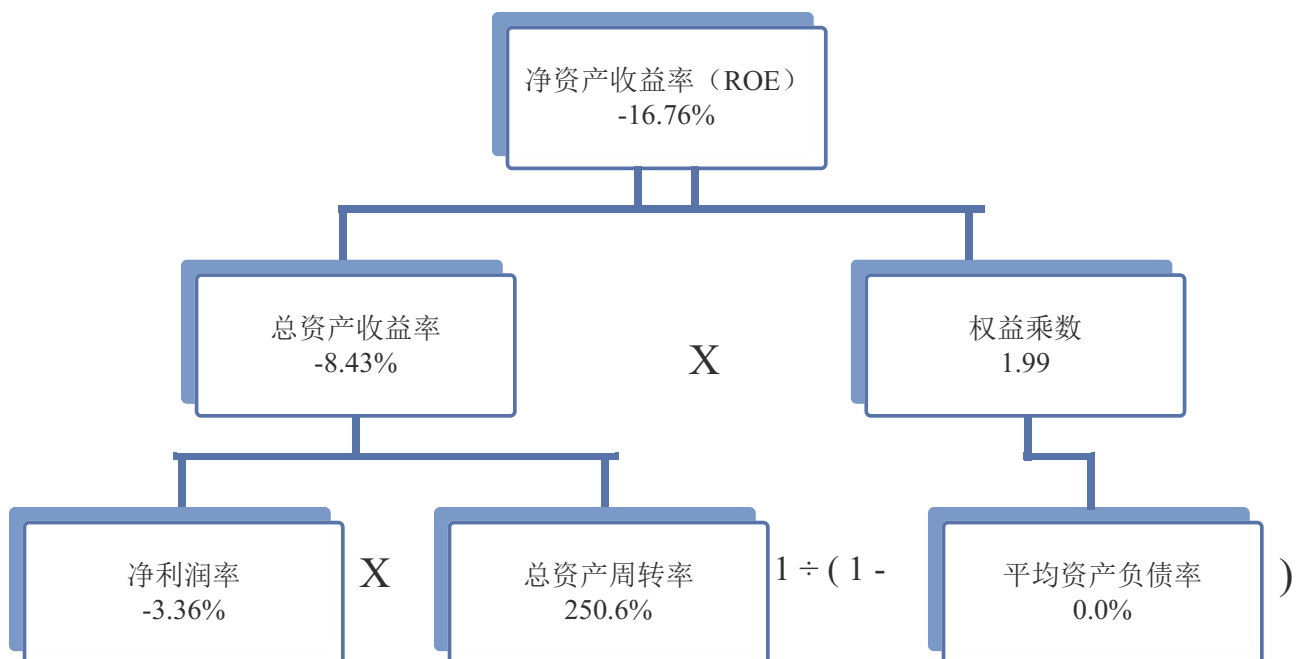 净资产收益率（ROE）
-16.76%
总资产收益率
-8.43%
X
权益乘数
1.99
净利润率
-3.36%
X
总资产周转率
250.6%
1 ÷ ( 1 -
平均资产负债率
0.0%
)